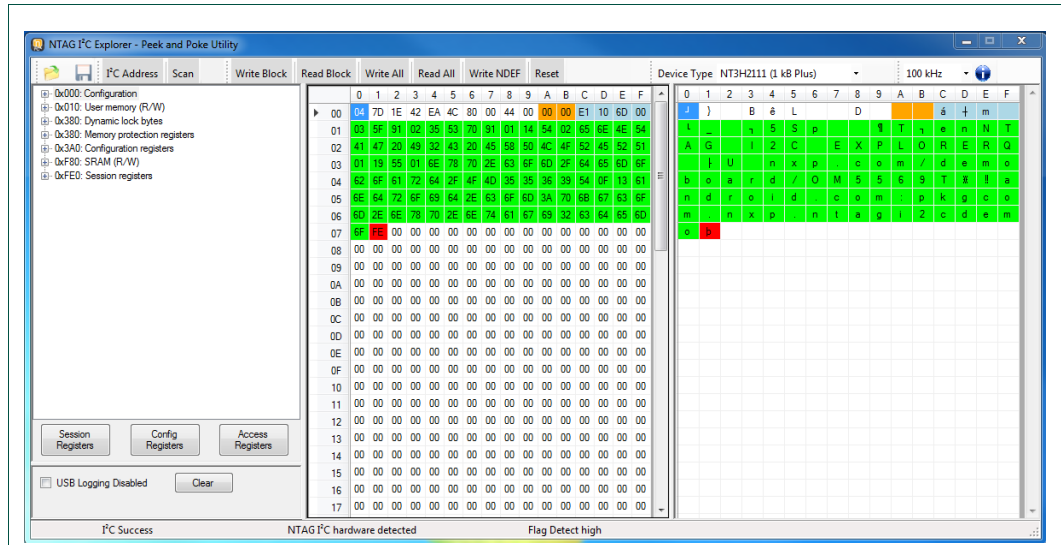 NTAG I²C Explorer - Peek and Poke Utility
I²C Address Scan Write Block Read Block Write All Read All Write NDEF Reset Device Type NT3H2111 (1 kB Plus) 100 kHz
0x000: Configuration
0x010: User memory (R/W)
0x380: Dynamic lock bytes
0x380: Memory protection registers
0x3A0: Configuration registers
0xF80: SRAM (R/W)
0xFE0: Session registers
Session Registers Config Registers Access Registers
USB Logging Disabled Clear
0 1 2 3 4 5 6 7 8 9 A B C D E F
00 04 7D 1E 42 EA 4C 80 00 44 00 00 00 E1 10 6D 00
01 03 5F 91 02 35 53 70 91 01 14 54 02 65 6E 4E 54
02 41 47 20 49 32 43 20 45 58 50 4C 4F 52 45 52 51
03 01 19 55 01 6E 78 70 2E 63 6F 6D 2F 64 65 6D 6F
04 62 6F 61 72 64 2F 4F 4D 35 35 36 39 54 0F 13 61
05 6E 64 72 6F 69 64 2E 63 6F 6D 3A 70 6B 67 63 6F
06 6D 2E 6E 78 70 2E 6E 74 61 67 69 32 63 64 65 6D
07 6F FE 00 00 00 00 00 00 00 00 00 00 00 00 00 00
08 00 00 00 00 00 00 00 00 00 00 00 00 00 00 00 00
09 00 00 00 00 00 00 00 00 00 00 00 00 00 00 00 00
0A 00 00 00 00 00 00 00 00 00 00 00 00 00 00 00 00
0B 00 00 00 00 00 00 00 00 00 00 00 00 00 00 00 00
0C 00 00 00 00 00 00 00 00 00 00 00 00 00 00 00 00
0D 00 00 00 00 00 00 00 00 00 00 00 00 00 00 00 00
0E 00 00 00 00 00 00 00 00 00 00 00 00 00 00 00 00
0F 00 00 00 00 00 00 00 00 00 00 00 00 00 00 00 00
10 00 00 00 00 00 00 00 00 00 00 00 00 00 00 00 00
11 00 00 00 00 00 00 00 00 00 00 00 00 00 00 00 00
12 00 00 00 00 00 00 00 00 00 00 00 00 00 00 00 00
13 00 00 00 00 00 00 00 00 00 00 00 00 00 00 00 00
14 00 00 00 00 00 00 00 00 00 00 00 00 00 00 00 00
15 00 00 00 00 00 00 00 00 00 00 00 00 00 00 00 00
16 00 00 00 00 00 00 00 00 00 00 00 00 00 00 00 00
17 00 00 00 00 00 00 00 00 00 00 00 00 00 00 00 00
0 1 2 3 4 5 6 7 8 9 A B C D E F
┘ } B ê L D á ┼ m
└ _ ┐ 5 S p ¶ T ┐ e n N T
A G I 2 C E X P L O R E R Q
├ U n x p . c o m / d e m o
b o a r d / O M 5 5 6 9 T ¤ ‼ a
n d r o i d . c o m : p k g c o
m . n x p . n t a g i 2 c d e m
o þ
I²C Success NTAG I²C hardware detected Flag Detect high